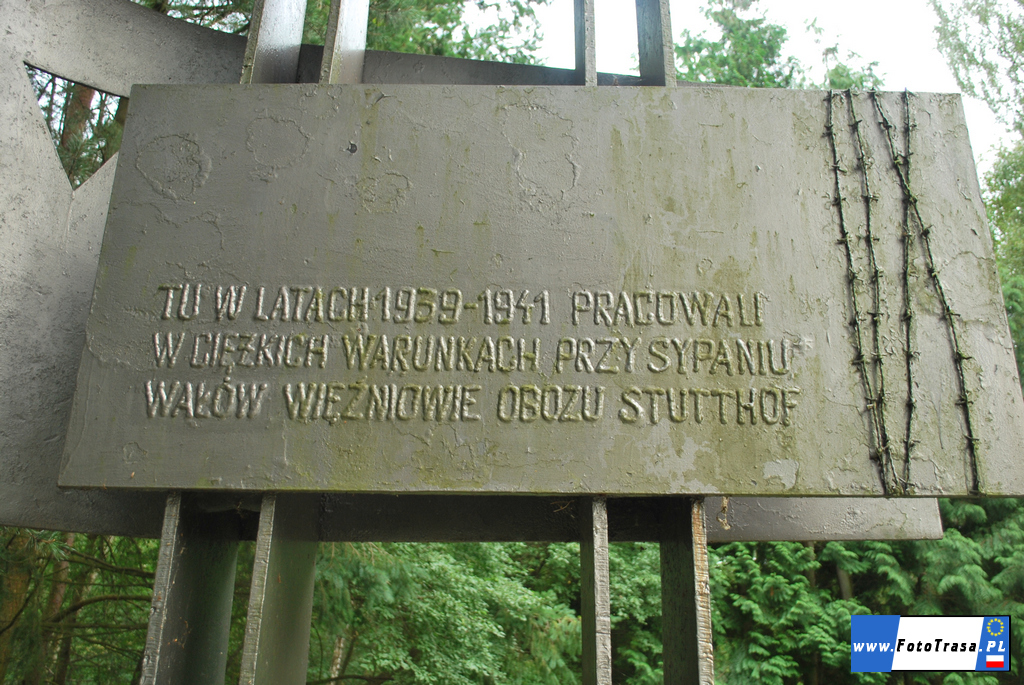 TU W LATACH 1939-1941 PRACOWALI
W CIĘŻKICH WARUNKACH PRZY SYPANIU
WAŁÓW WIĘŹNIOWIE OBOZU STUTTHOF
www.FotoTrasa.PL